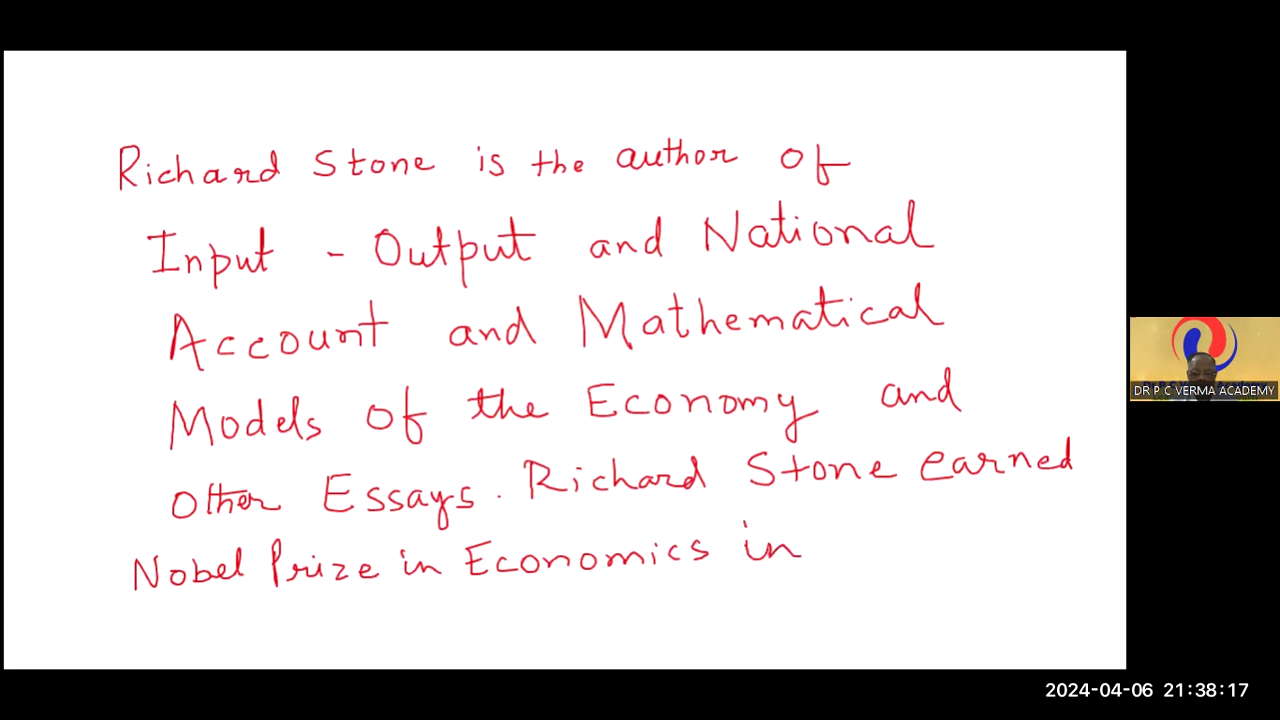 Richard Stone is the author of
Input - Output and National
Account and Mathematical
Models of the Economy and
Other Essays. Richard Stone earned
Nobel Prize in Economics in
DR P C VERMA ACADEMY
2024-04-06 21:38:17